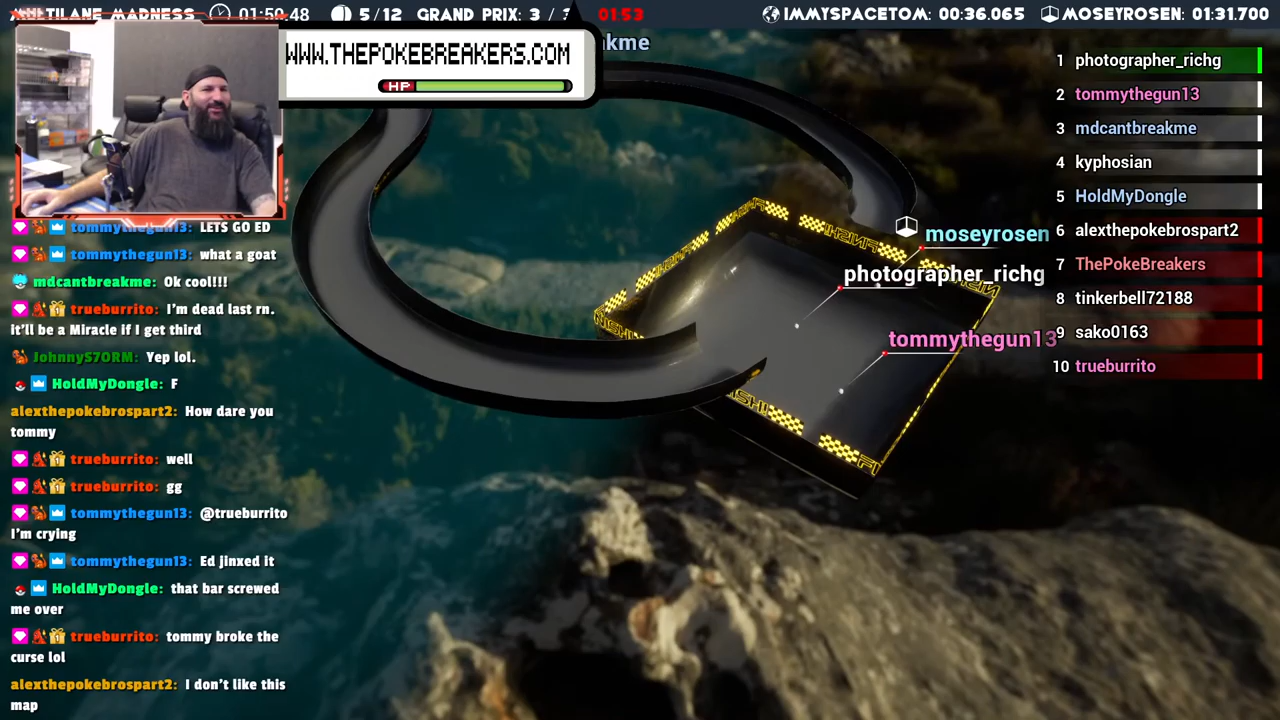 MULTILANE MADNESS 01:59.48 5/12 GRAND PRIX: 3 / 3 01:53 IMMYSPACETOM: 00:36.065 MOSEYROSEN: 01:31.700
WWW.THEPOKEBREAKERS.COM
HP
akme
1 photographer_richg
2 tommythegun13
3 mdcantbreakme
4 kyphosian
5 HoldMyDongle
6 alexthepokebrospart2
7 ThePokeBreakers
8 tinkerbell72188
9 sako0163
10 trueburrito
moseyrosen
photographer_richg
tommythegun13
FINISH!
tommythegun13: LETS GO ED
tommythegun13: what a goat
mdcantbreakme: Ok cool!!!
trueburrito: I'm dead last rn.
it'll be a Miracle if I get third
JohnnyS7ORM: Yep lol.
HoldMyDongle: F
alexthepokebrospart2: How dare you
tommy
trueburrito: well
trueburrito: gg
tommythegun13: @trueburrito
I'm crying
tommythegun13: Ed jinxed it
HoldMyDongle: that bar screwed
me over
trueburrito: tommy broke the
curse lol
alexthepokebrospart2: I don't like this
map